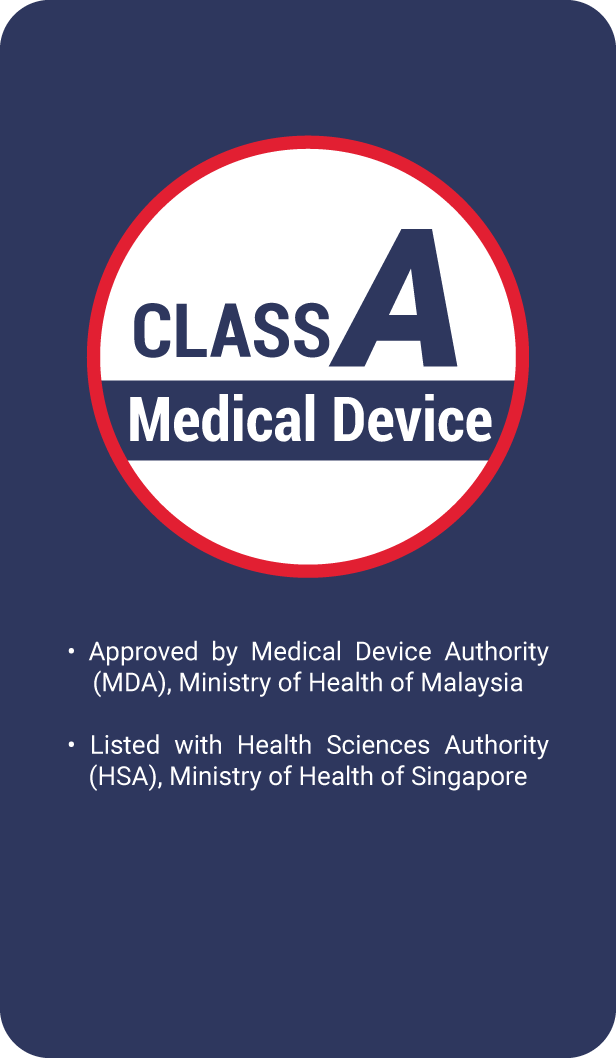 CLASS A
Medical Device
• Approved by Medical Device Authority
(MDA), Ministry of Health of Malaysia
• Listed with Health Sciences Authority
(HSA), Ministry of Health of Singapore